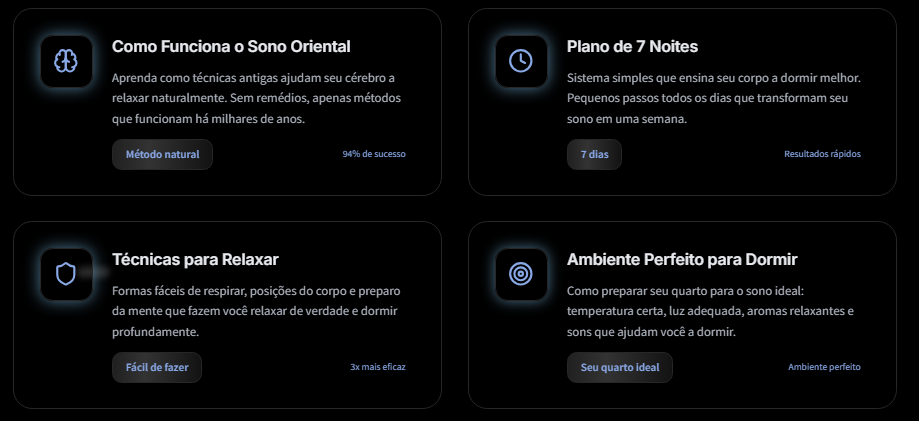 Como Funciona o Sono Oriental
Aprenda como técnicas antigas ajudam seu cérebro a
relaxar naturalmente. Sem remédios, apenas métodos
que funcionam há milhares de anos.
Método natural
94% de sucesso
Plano de 7 Noites
Sistema simples que ensina seu corpo a dormir melhor.
Pequenos passos todos os dias que transformam seu
sono em uma semana.
7 dias
Resultados rápidos
Técnicas para Relaxar
Formas fáceis de respirar, posições do corpo e preparo
da mente que fazem você relaxar de verdade e dormir
profundamente.
Fácil de fazer
3x mais eficaz
Ambiente Perfeito para Dormir
Como preparar seu quarto para o sono ideal:
temperatura certa, luz adequada, aromas relaxantes e
sons que ajudam você a dormir.
Seu quarto ideal
Ambiente perfeito